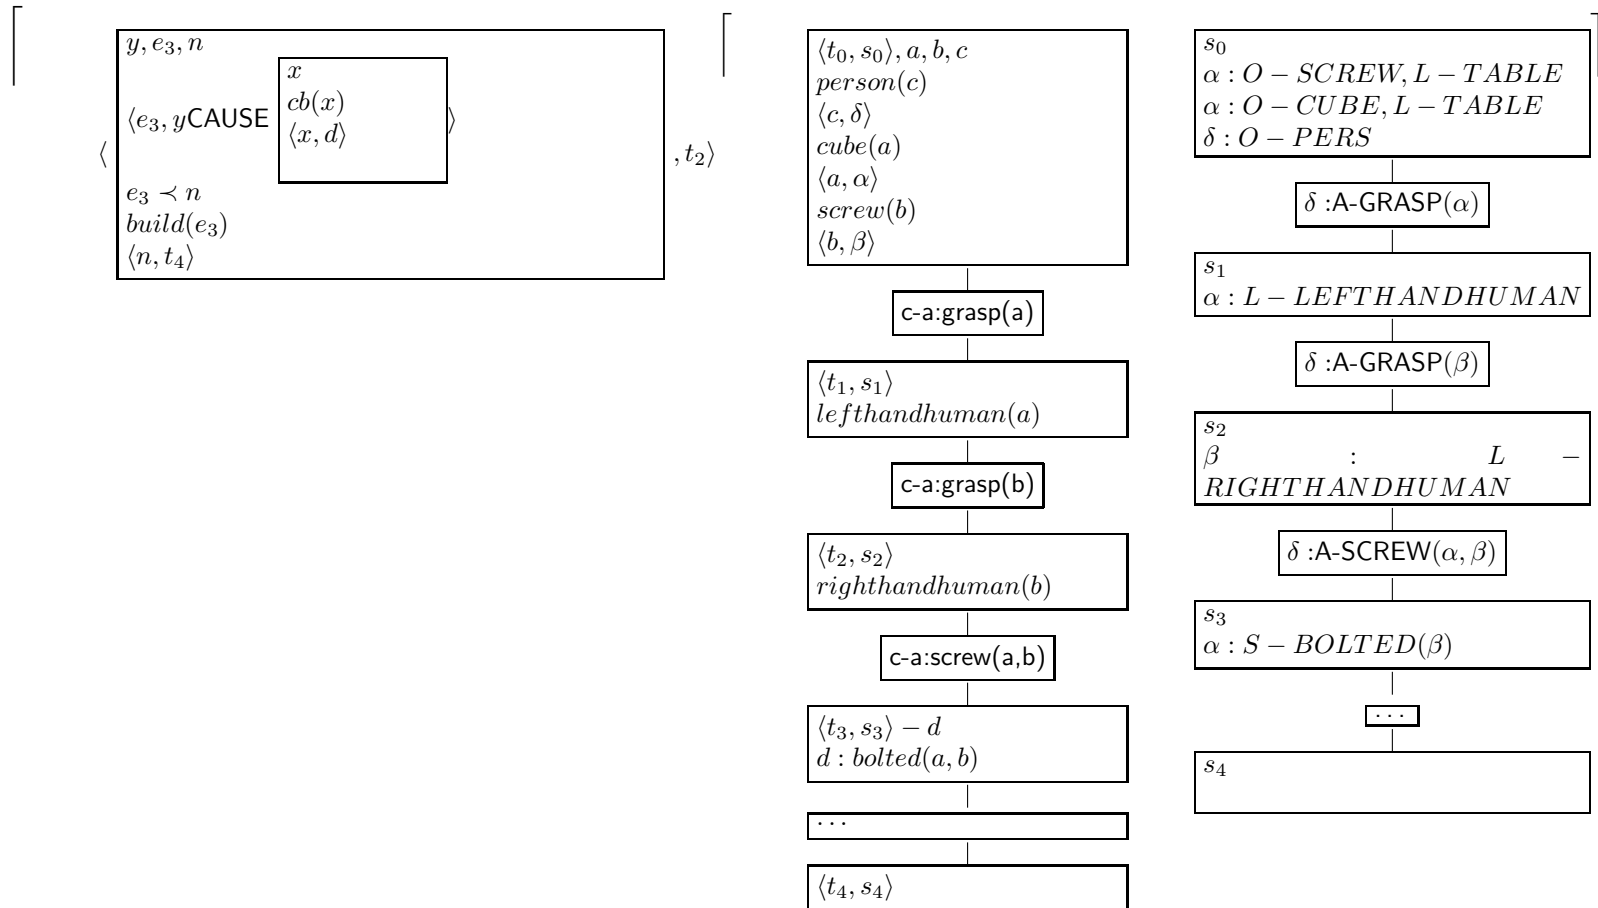 y, e₃, n
x
cb(x)
⟨e₃, yCAUSE ⟨x, d⟩ ⟩
⟨ , t₂⟩
e₃ ≺ n
build(e₃)
⟨n, t₄⟩
⟨t₀, s₀⟩, a, b, c
person(c)
⟨c, δ⟩
cube(a)
⟨a, α⟩
screw(b)
⟨b, β⟩
c-a:grasp(a)
⟨t₁, s₁⟩
lefthandhuman(a)
c-a:grasp(b)
⟨t₂, s₂⟩
righthandhuman(b)
c-a:screw(a,b)
⟨t₃, s₃⟩ − d
d : bolted(a, b)
· · ·
⟨t₄, s₄⟩
s₀
α : O − SCREW, L − TABLE
α : O − CUBE, L − TABLE
δ : O − PERS
δ :A-GRASP(α)
s₁
α : L − LEFTHANDHUMAN
δ :A-GRASP(β)
s₂
β : L −
RIGHTHANDHUMAN
δ :A-SCREW(α, β)
s₃
α : S − BOLTED(β)
· · ·
s₄